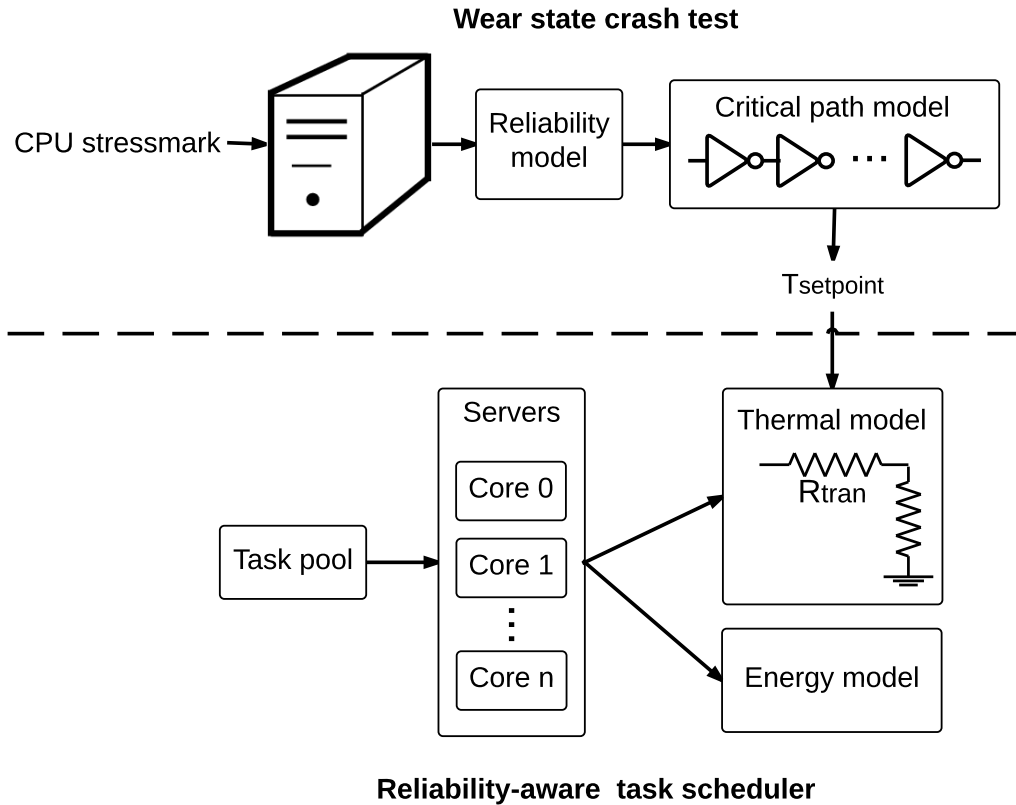 Wear state crash test
CPU stressmark
Reliability
model
Critical path model
Tsetpoint
Servers
Core 0
Core 1
Core n
Task pool
Thermal model
Rtran
Energy model
Reliability-aware task scheduler